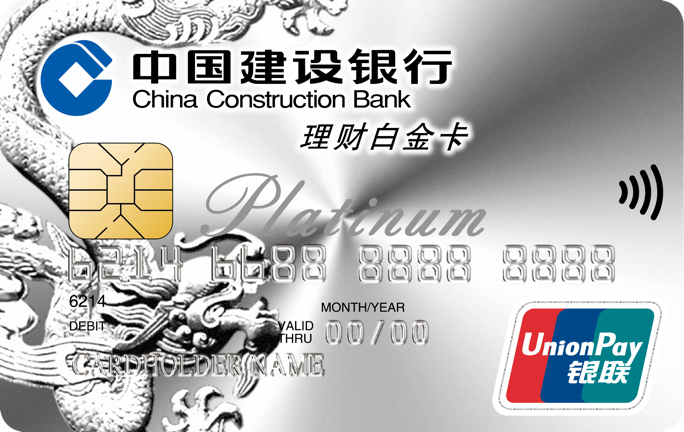 中国建设银行
China Construction Bank
理财白金卡
Platinum
6214 6688 8888 8888
6214
MONTH/YEAR
DEBIT
VALID THRU 00/00
CARDHOLDER NAME
UnionPay
银联